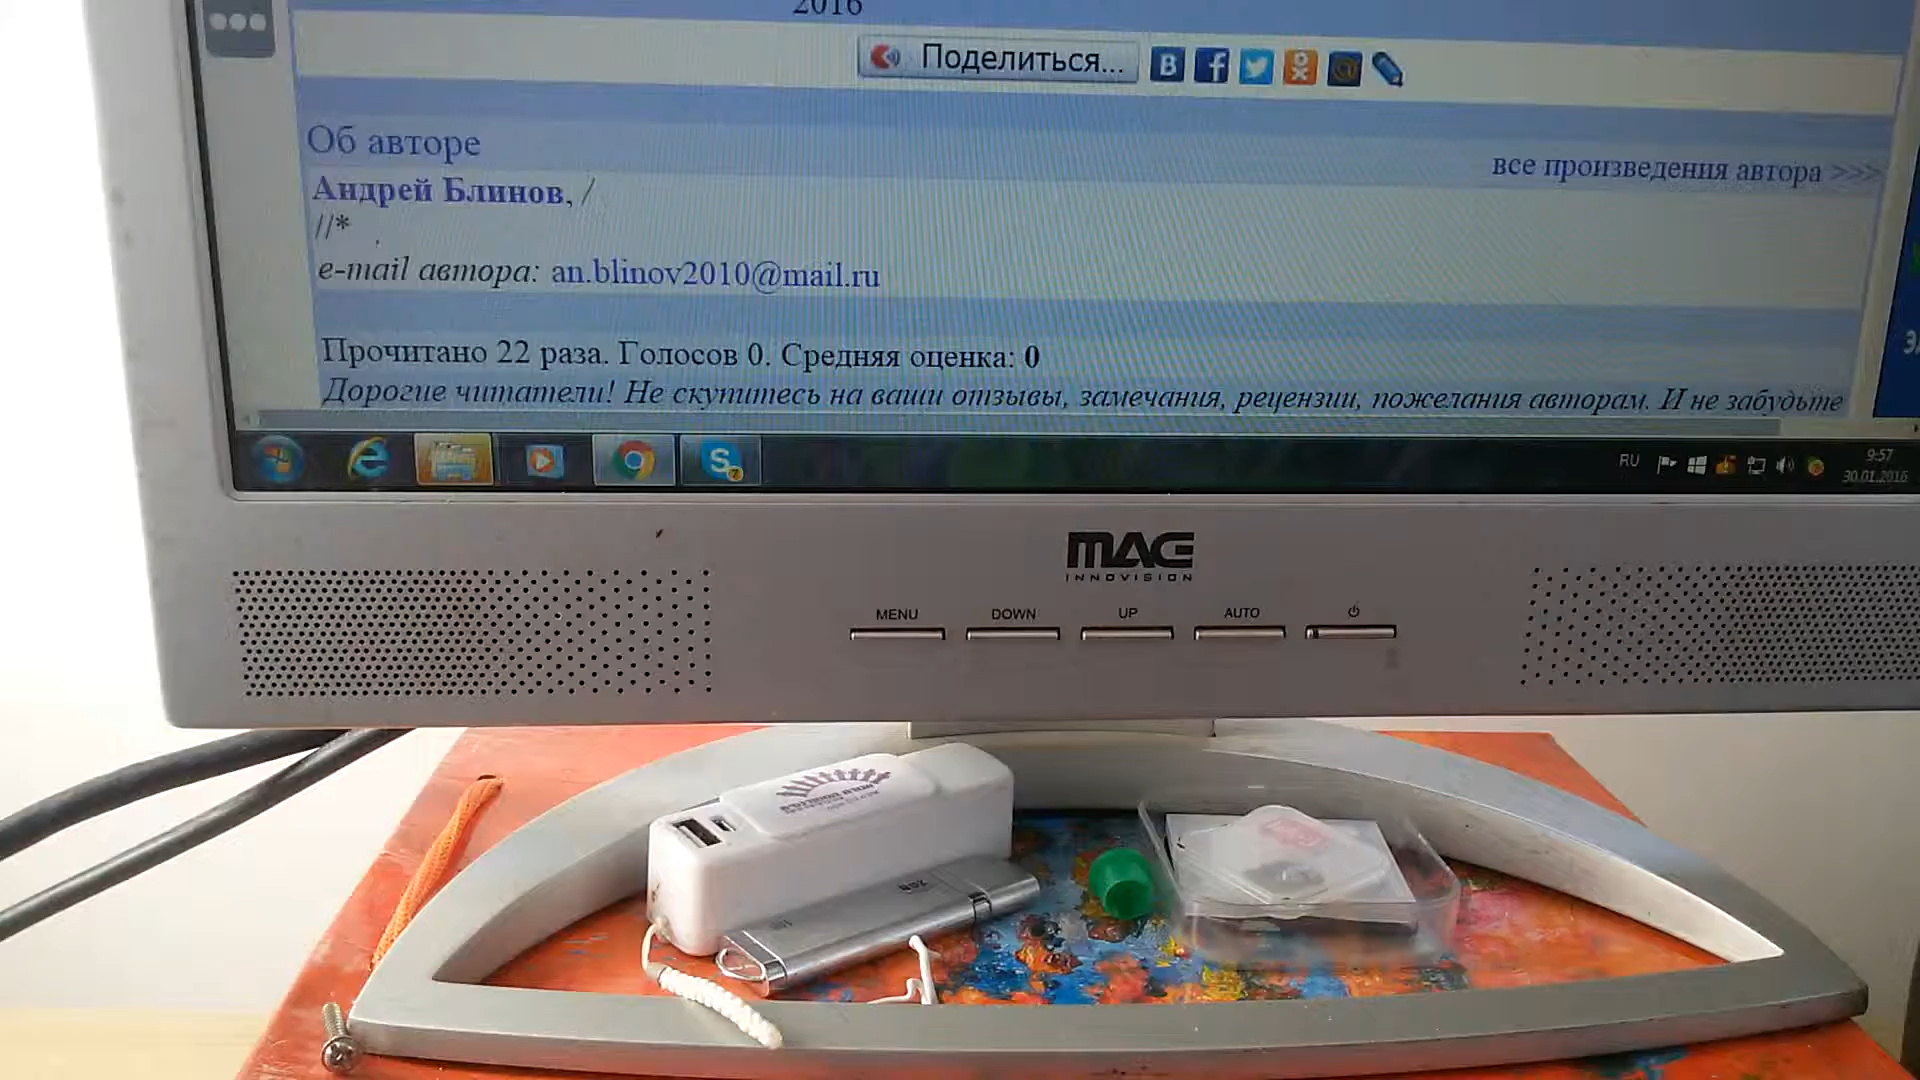 2016
Поделиться...
Об авторе
все произведения автора >>>
Андрей Блинов, /
//*
e-mail автора: an.blinov2010@mail.ru
Прочитано 22 раза. Голосов 0. Средняя оценка: 0
Дорогие читатели! Не скупитесь на ваши отзывы, замечания, рецензии, пожелания авторам. И не забудьте
RU
9:57
30.01.2016
MAG
INNOVISION
MENU DOWN UP AUTO